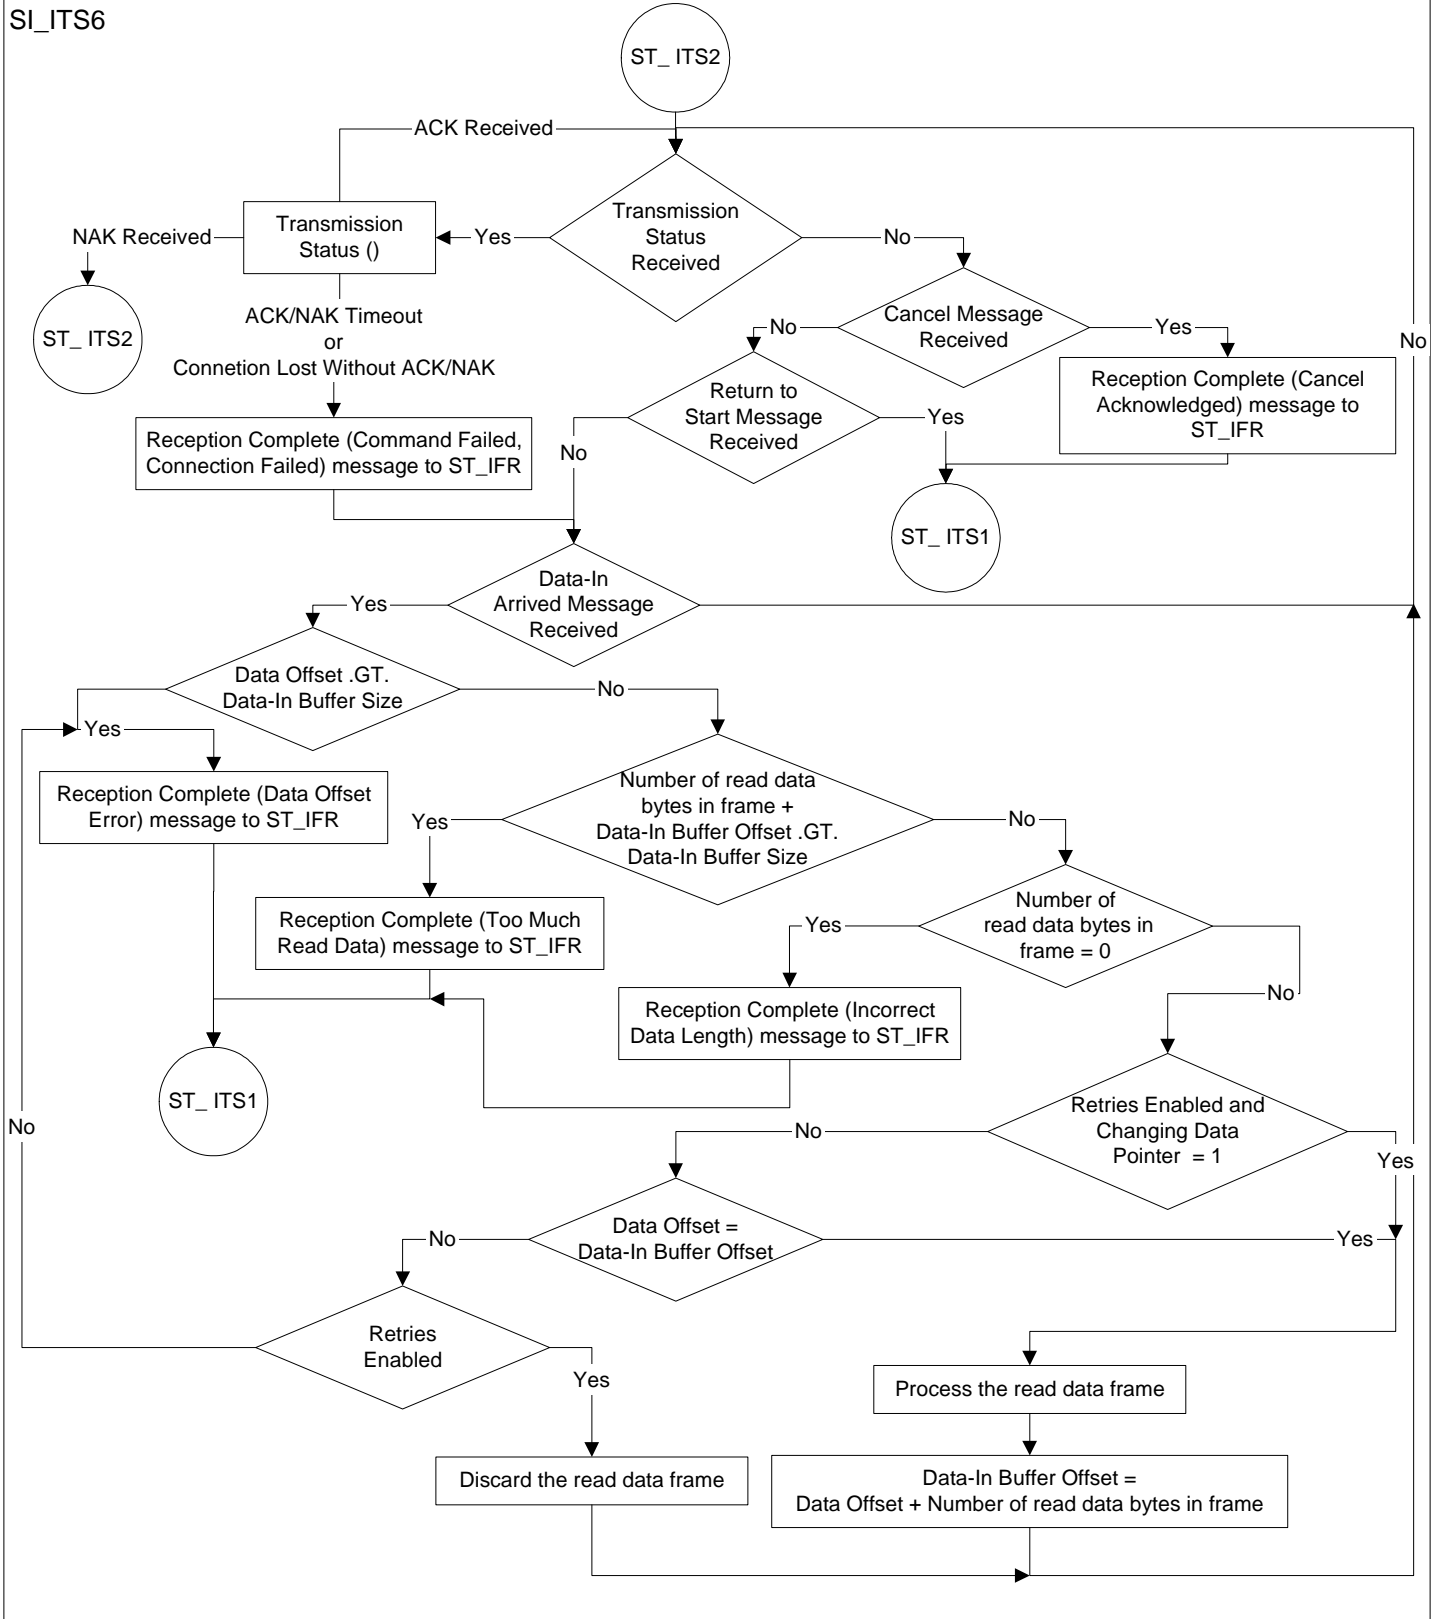 SI_ITS6
ST_ ITS2
ACK Received
Transmission
Status
Received
Yes
No
Transmission
Status ()
NAK Received
ST_ ITS2
ACK/NAK Timeout
or
Connetion Lost Without ACK/NAK
Cancel Message
Received
No
Yes
No
Reception Complete (Cancel
Acknowledged) message to
ST_IFR
Return to
Start Message
Received
Yes
No
Reception Complete (Command Failed,
Connection Failed) message to ST_IFR
ST_ ITS1
Data-In
Arrived Message
Received
Yes
Data Offset .GT.
Data-In Buffer Size
No
Yes
Reception Complete (Data Offset
Error) message to ST_IFR
Number of read data
bytes in frame +
Data-In Buffer Offset .GT.
Data-In Buffer Size
Yes
No
Reception Complete (Too Much
Read Data) message to ST_IFR
Number of
read data bytes in
frame = 0
Yes
No
Reception Complete (Incorrect
Data Length) message to ST_IFR
ST_ ITS1
Retries Enabled and
Changing Data
Pointer = 1
No
Yes
No
Data Offset =
Data-In Buffer Offset
No
Yes
Retries
Enabled
Yes
Process the read data frame
Discard the read data frame
Data-In Buffer Offset =
Data Offset + Number of read data bytes in frame